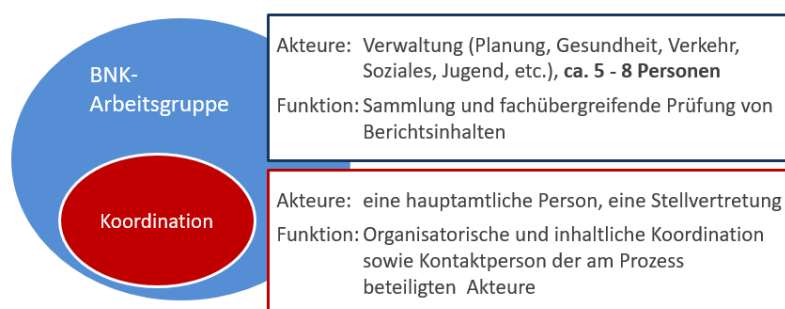 BNK-
Arbeitsgruppe
Akteure: Verwaltung (Planung, Gesundheit, Verkehr,
Soziales, Jugend, etc.), ca. 5 - 8 Personen
Funktion: Sammlung und fachübergreifende Prüfung von
Berichtsinhalten
Koordination
Akteure: eine hauptamtliche Person, eine Stellvertretung
Funktion: Organisatorische und inhaltliche Koordination
sowie Kontaktperson der am Prozess
beteiligten Akteure